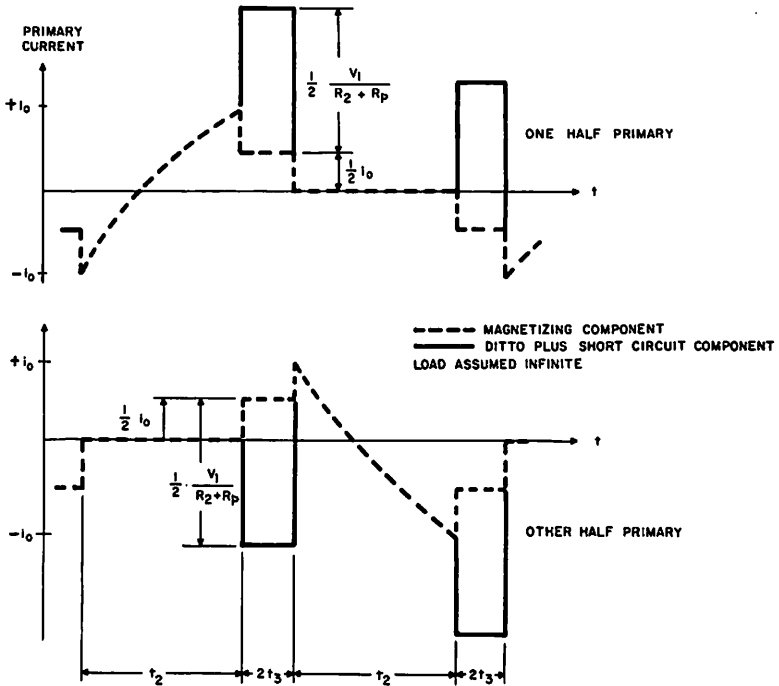 PRIMARY
CURRENT
+i₀
1/2 V₁/(R₂ + Rₚ)
1/2 i₀
ONE HALF PRIMARY
t
-i₀
MAGNETIZING COMPONENT
DITTO PLUS SHORT CIRCUIT COMPONENT
LOAD ASSUMED INFINITE
+i₀
1/2 i₀
t
1/2 · V₁/(R₂+Rₚ)
-i₀
OTHER HALF PRIMARY
t₂ 2t₃ t₂ 2t₃